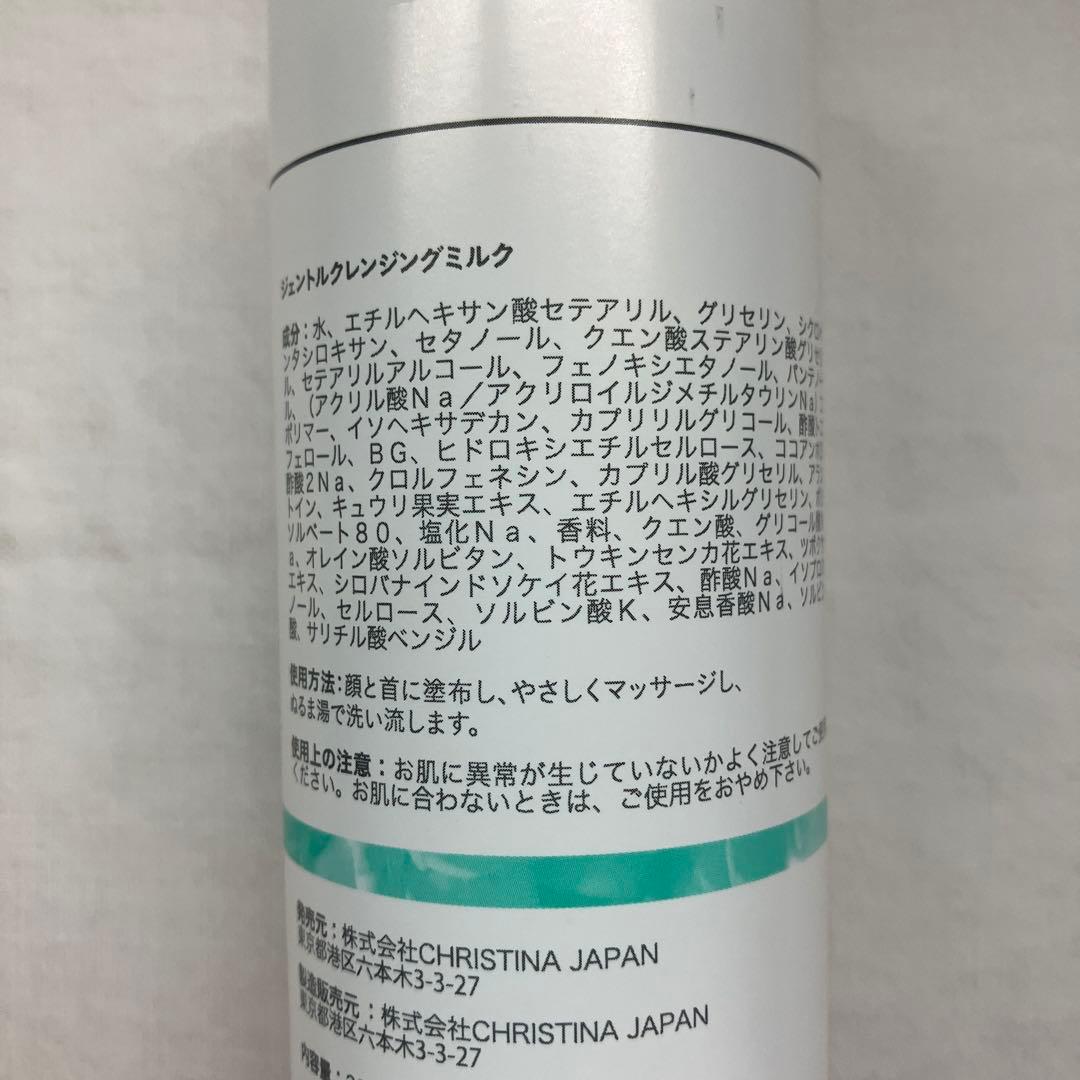 ジェントルクレンジングミルク
成分：水、エチルヘキサン酸セテアリル、グリセリン、シクロ
ンタシロキサン、セタノール、クエン酸ステアリン酸グリセ
ル、セテアリルアルコール、フェノキシエタノール、パンテノー
ル、（アクリル酸Ｎａ／アクリロイルジメチルタウリンNa）コ
ポリマー、イソヘキサデカン、カプリリルグリコール、酢酸トコ
フェロール、ＢＧ、ヒドロキシエチルセルロース、ココアンホ
酢酸2Na、クロルフェネシン、カプリル酸グリセリル、アラン
トイン、キュウリ果実エキス、エチルヘキシルグリセリン、ポ
ソルベート８０、塩化Ｎａ、香料、クエン酸、グリコール酸
a、オレイン酸ソルビタン、トウキンセンカ花エキス、ツボク
エキス、シロバナインドソケイ花エキス、酢酸Ｎａ、イソプロ
ノール、セルロース、ソルビン酸Ｋ、安息香酸Na、ソルビ
酸、サリチル酸ベンジル
使用方法：顔と首に塗布し、やさしくマッサージし、
ぬるま湯で洗い流します。
使用上の注意：お肌に異常が生じていないかよく注意してご使
ください。お肌に合わないときは、ご使用をおやめ下さい。
発売元：株式会社CHRISTINA JAPAN
東京都港区六本木3-3-27
製造販売元：株式会社CHRISTINA JAPAN
東京都港区六本木3-3-27
内容量：